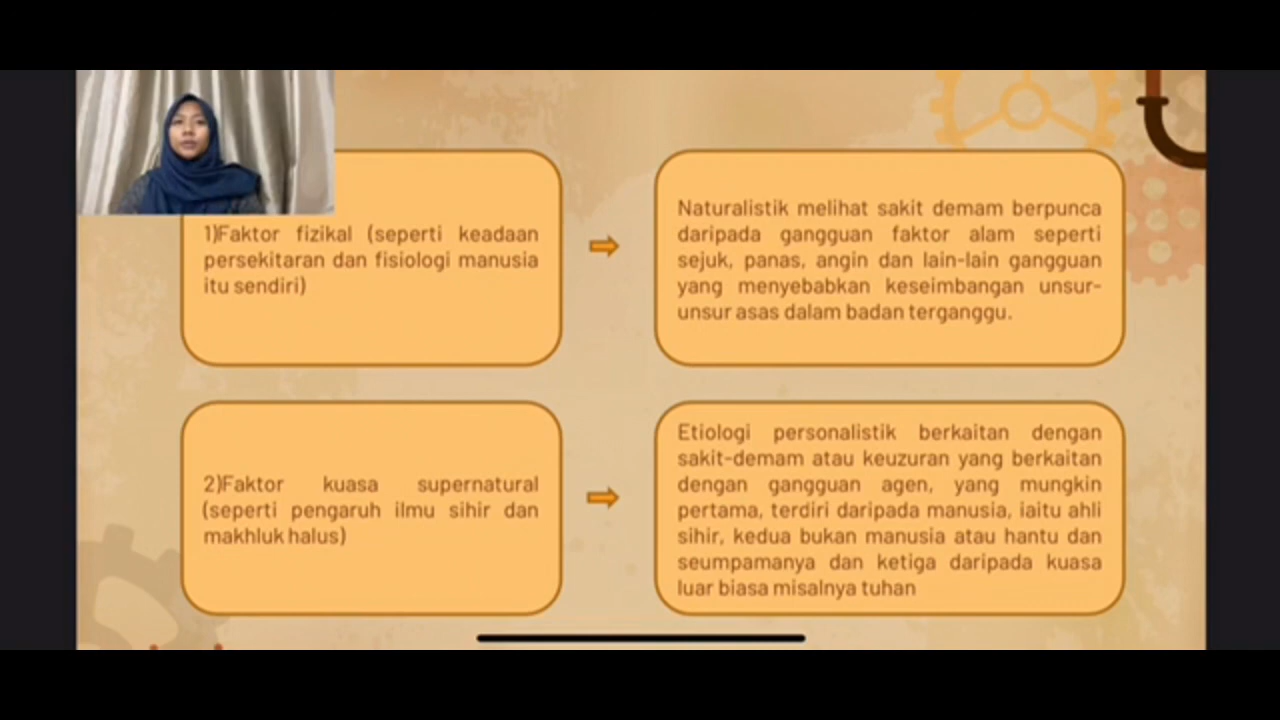 1)Faktor fizikal (seperti keadaan
persekitaran dan fisiologi manusia
itu sendiri)
Naturalistik melihat sakit demam berpunca
daripada gangguan faktor alam seperti
sejuk, panas, angin dan lain-lain gangguan
yang menyebabkan keseimbangan unsur-
unsur asas dalam badan terganggu.
2)Faktor kuasa supernatural
(seperti pengaruh ilmu sihir dan
makhluk halus)
Etiologi personalistik berkaitan dengan
sakit-demam atau keuzuran yang berkaitan
dengan gangguan agen, yang mungkin
pertama, terdiri daripada manusia, iaitu ahli
sihir, kedua bukan manusia atau hantu dan
seumpamanya dan ketiga daripada kuasa
luar biasa misalnya tuhan